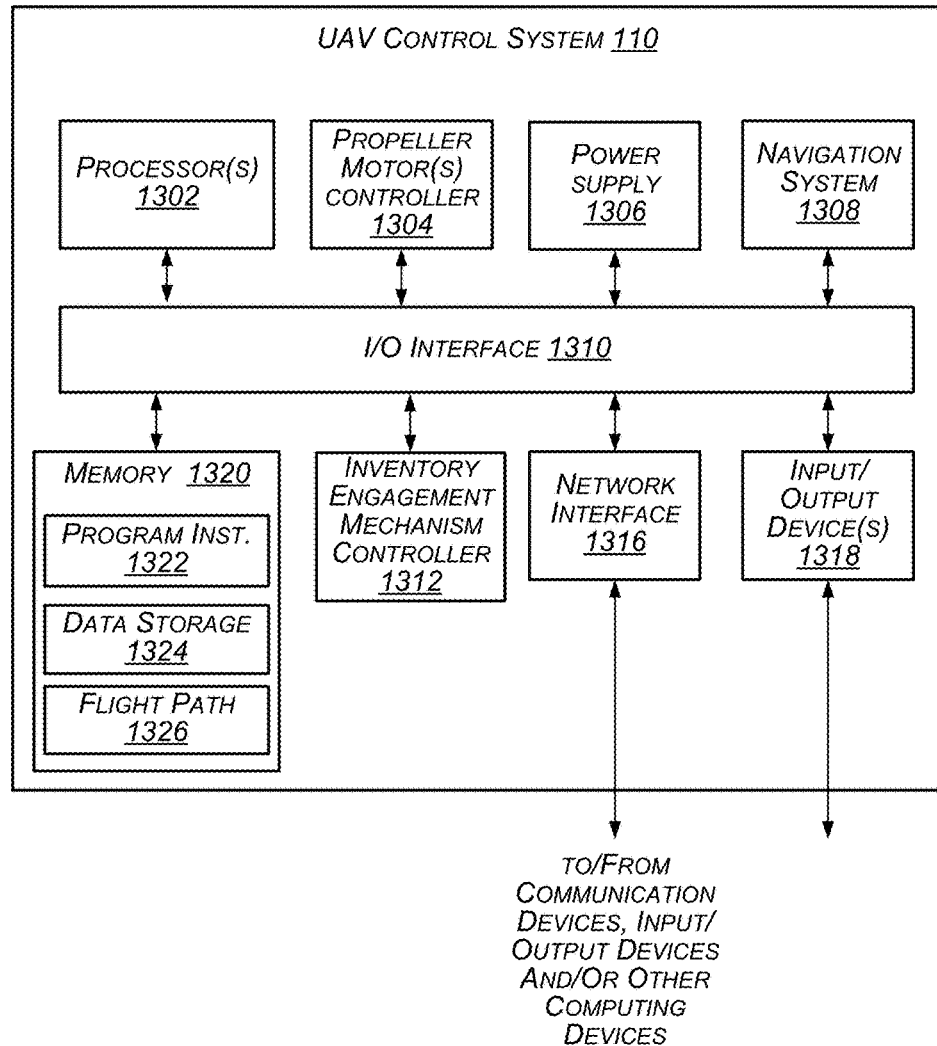 UAV CONTROL SYSTEM 110
PROCESSOR(S)
1302
PROPELLER
MOTOR(S)
CONTROLLER
1304
POWER
SUPPLY
1306
NAVIGATION
SYSTEM
1308
I/O INTERFACE 1310
MEMORY 1320
PROGRAM INST.
1322
DATA STORAGE
1324
FLIGHT PATH
1326
INVENTORY
ENGAGEMENT
MECHANISM
CONTROLLER
1312
NETWORK
INTERFACE
1316
INPUT/
OUTPUT
DEVICE(S)
1318
TO/FROM
COMMUNICATION
DEVICES, INPUT/
OUTPUT DEVICES
AND/OR OTHER
COMPUTING
DEVICES